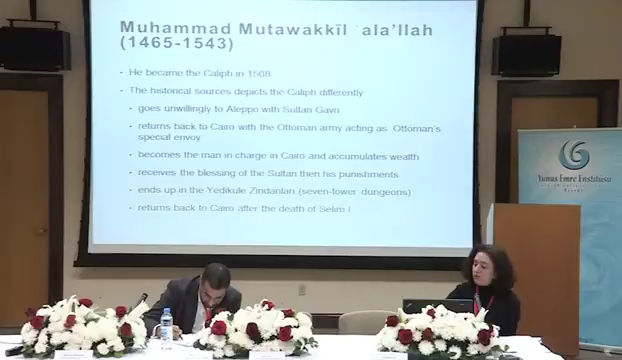 Muhammad Mutawakkīl ʿala’llah
(1465-1543)
- He became the Caliph in 1508
- The historical sources depicts the Caliph differently
- goes unwillingly to Aleppo with Sultan Gavri
- returns back to Cairo with the Ottoman army acting as Ottoman's
special envoy
- becomes the man in charge in Cairo and accumulates wealth
- receives the blessing of the Sultan then his punishments
- ends up in the Yedikule Zindanları (seven-tower dungeons)
- returns back to Cairo after the death of Selim I
Yunus Emre Enstitüsü